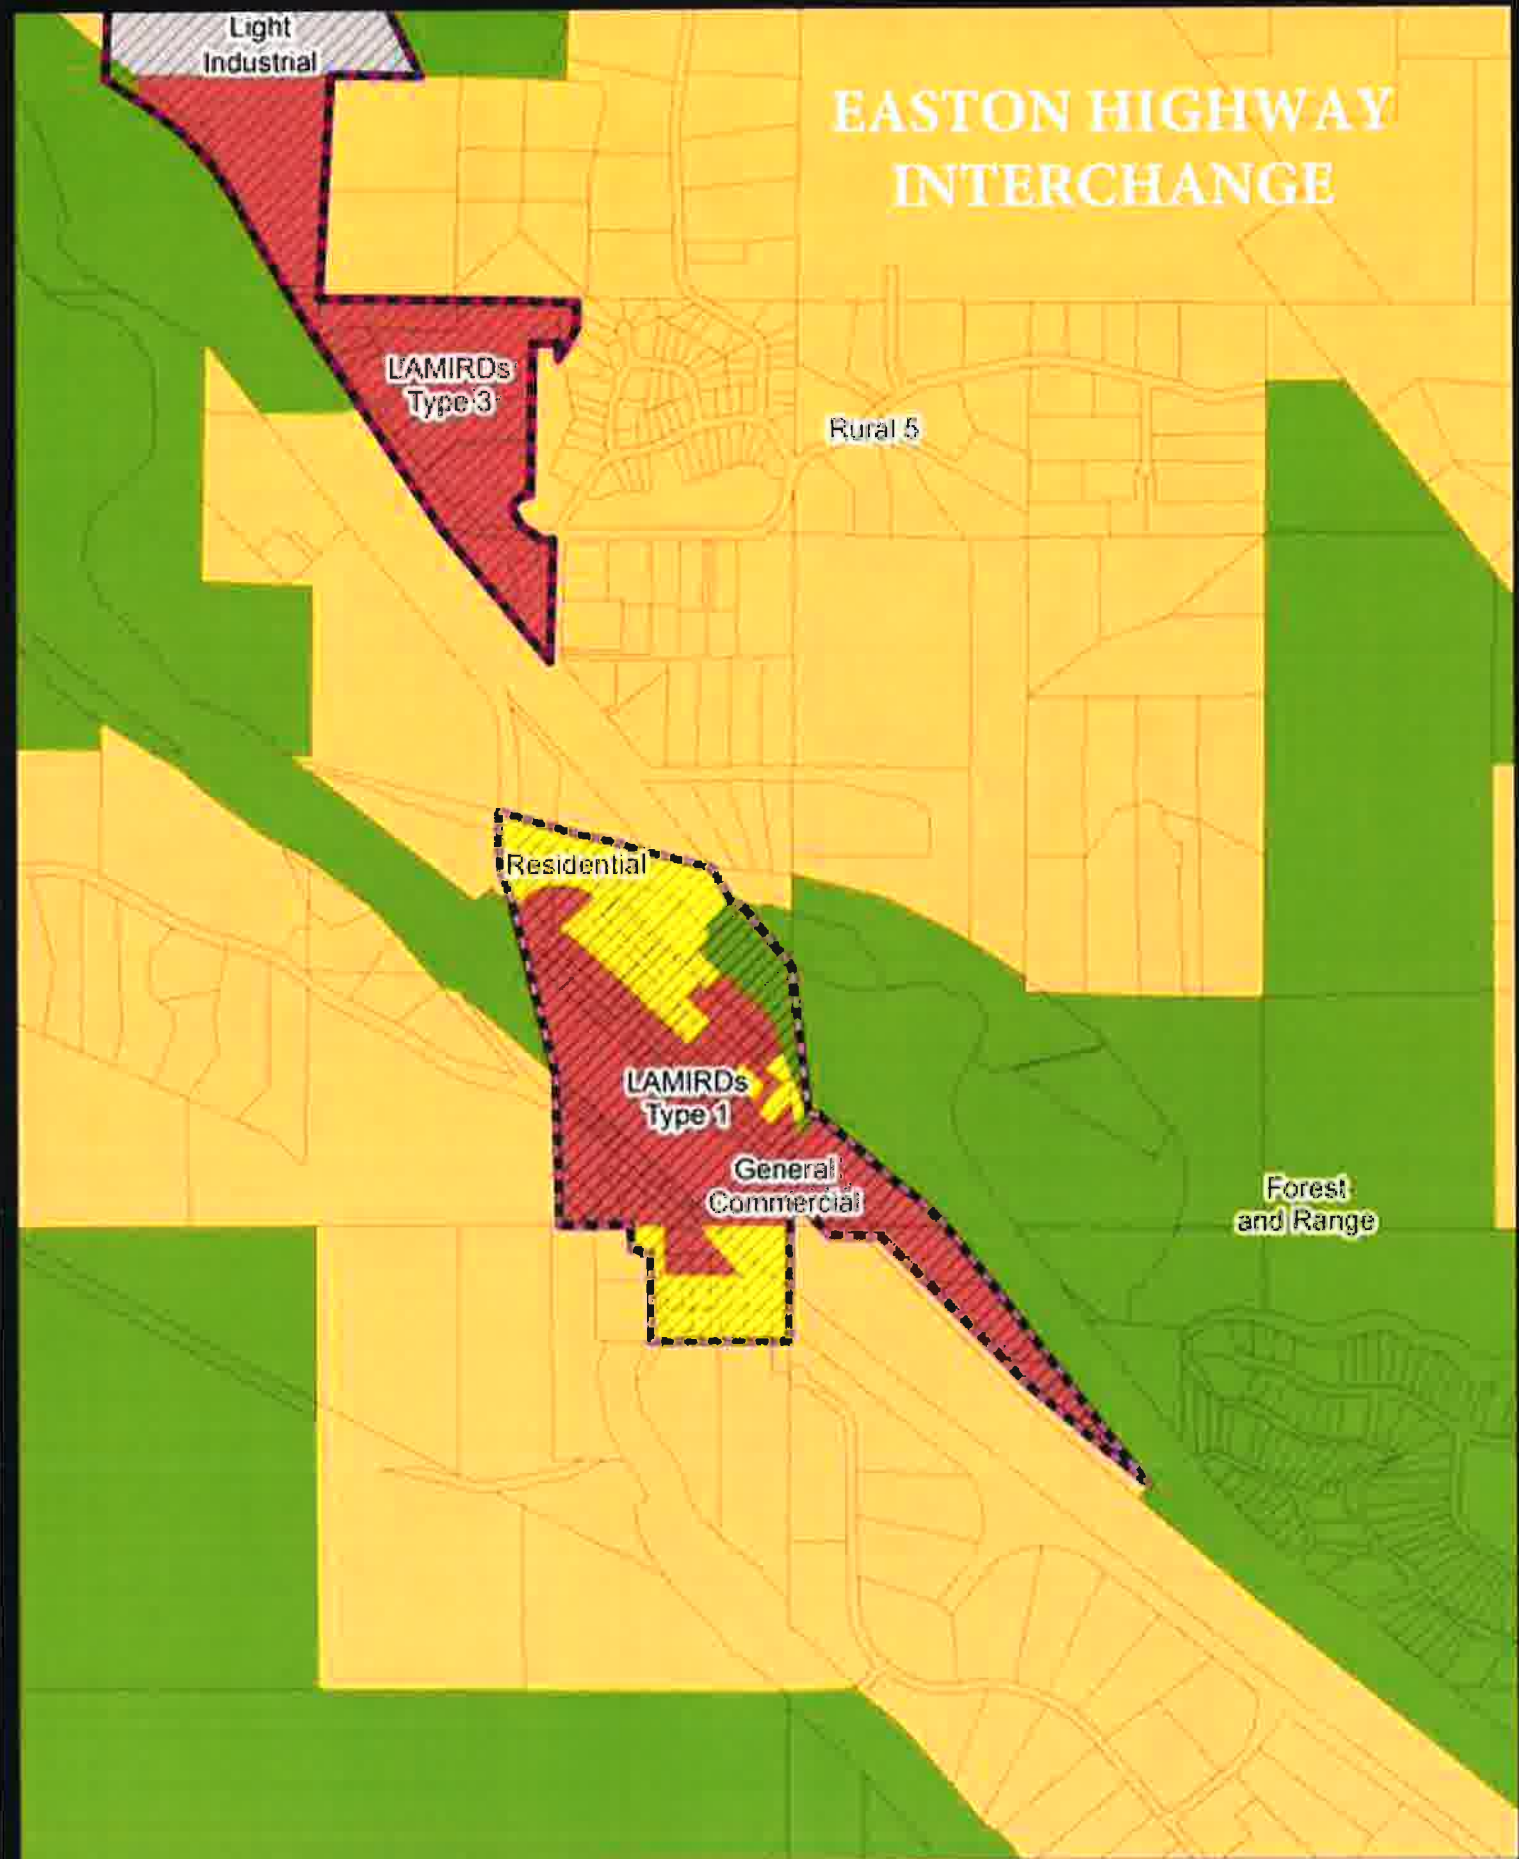 Light
Industrial
EASTON HIGHWAY
INTERCHANGE
LAMIRDs
Type 3
Rural 5
Residential
LAMIRDs
Type 1
General
Commercial
Forest
and Range